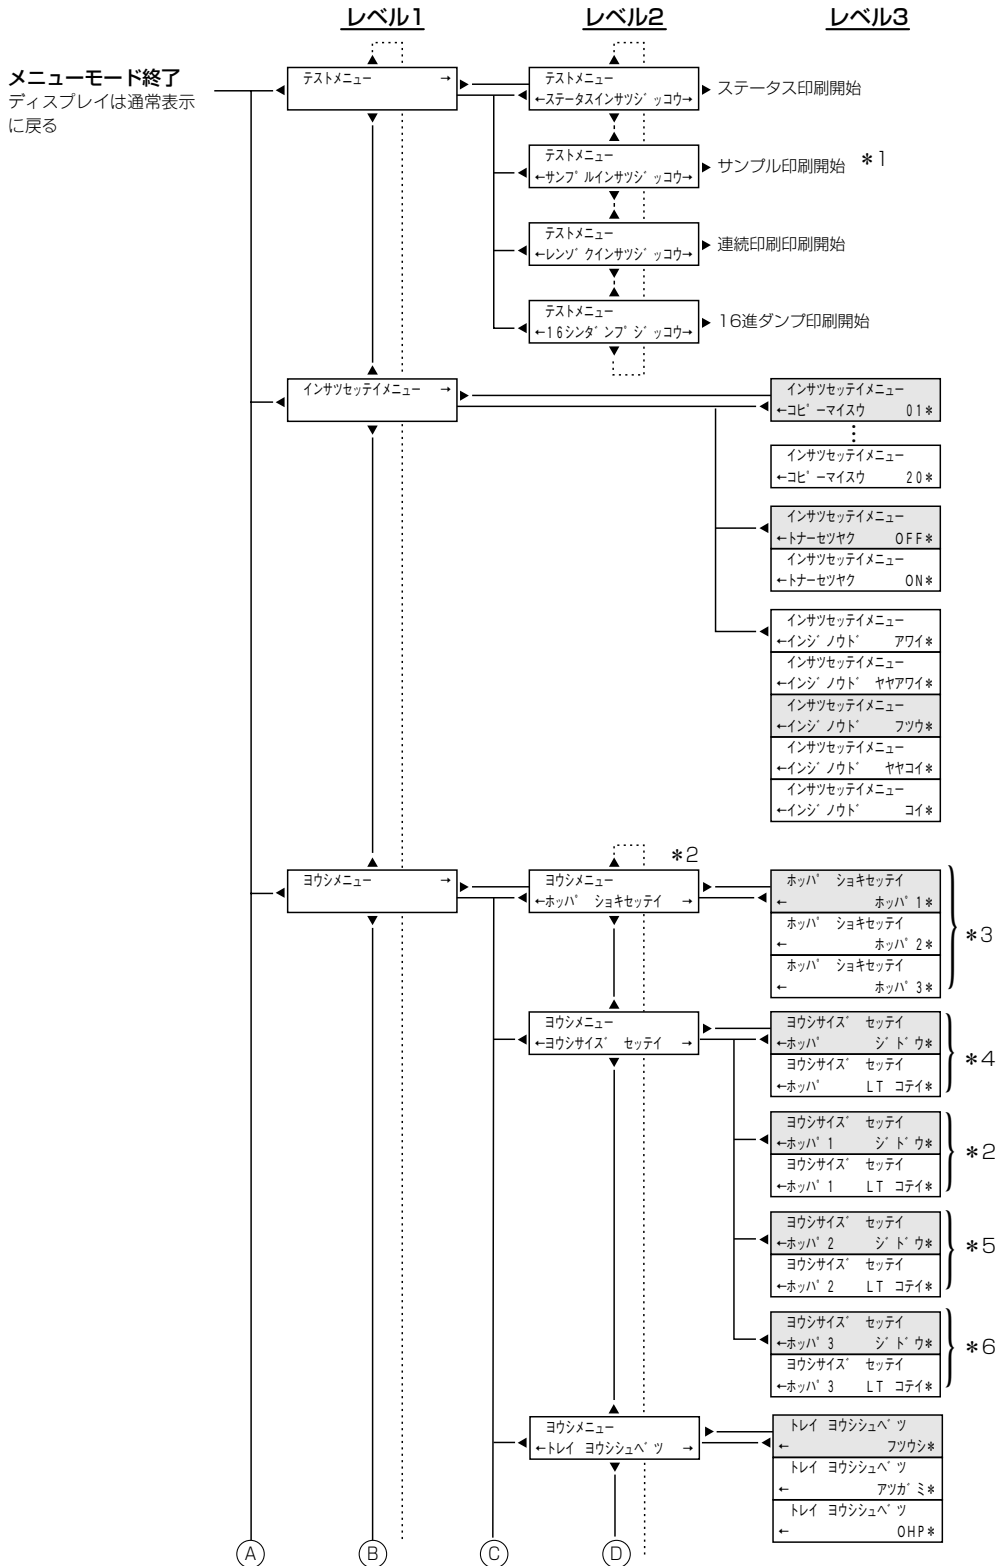 レベル1
レベル2
レベル3
メニューモード終了
ディスプレイは通常表示
に戻る
テストメニュー →
テストメニュー
←ステータスインサツジッコウ→
ステータス印刷開始
テストメニュー
←サンプルインサツジッコウ→
サンプル印刷開始 *1
テストメニュー
←レンゾクインサツジッコウ→
連続印刷印刷開始
テストメニュー
←16シンダンプジッコウ→
16進ダンプ印刷開始
インサツセッテイメニュー →
インサツセッテイメニュー
←コピーマイスウ 01*
インサツセッテイメニュー
←コピーマイスウ 20*
インサツセッテイメニュー
←トナーセツヤク OFF*
インサツセッテイメニュー
←トナーセツヤク ON*
インサツセッテイメニュー
←インジノウド アワイ*
インサツセッテイメニュー
←インジノウド ヤヤアワイ*
インサツセッテイメニュー
←インジノウド フツウ*
インサツセッテイメニュー
←インジノウド ヤヤコイ*
インサツセッテイメニュー
←インジノウド コイ*
ヨウシメニュー →
*2
ヨウシメニュー
←ホッパ ショキセッテイ →
ホッパ ショキセッテイ
← ホッパ1*
ホッパ ショキセッテイ
← ホッパ2*
ホッパ ショキセッテイ
← ホッパ3*
*3
ヨウシメニュー
←ヨウシサイズ セッテイ →
ヨウシサイズ セッテイ
←ホッパ ジドウ*
ヨウシサイズ セッテイ
←ホッパ LT コテイ*
*4
ヨウシサイズ セッテイ
←ホッパ1 ジドウ*
ヨウシサイズ セッテイ
←ホッパ1 LT コテイ*
*2
ヨウシサイズ セッテイ
←ホッパ2 ジドウ*
ヨウシサイズ セッテイ
←ホッパ2 LT コテイ*
*5
ヨウシサイズ セッテイ
←ホッパ3 ジドウ*
ヨウシサイズ セッテイ
←ホッパ3 LT コテイ*
*6
ヨウシメニュー
←トレイ ヨウシシュベツ →
トレイ ヨウシシュベツ
← フツウシ*
トレイ ヨウシシュベツ
← アツガミ*
トレイ ヨウシシュベツ
← OHP*
A B C D